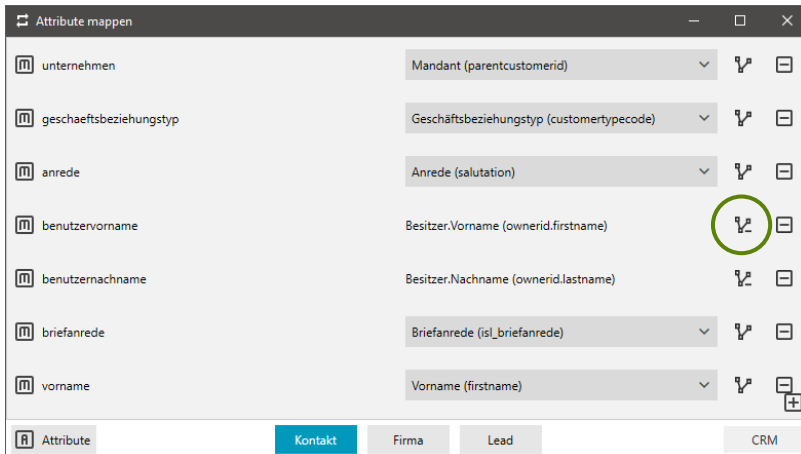 Attribute mappen
unternehmen Mandant (parentcustomerid)
geschaeftsbeziehungstyp Geschäftsbeziehungstyp (customertypecode)
anrede Anrede (salutation)
benutzervorname Besitzer.Vorname (ownerid.firstname)
benutzernachname Besitzer.Nachname (ownerid.lastname)
briefanrede Briefanrede (isl_briefanrede)
vorname Vorname (firstname)
A Attribute Kontakt Firma Lead CRM